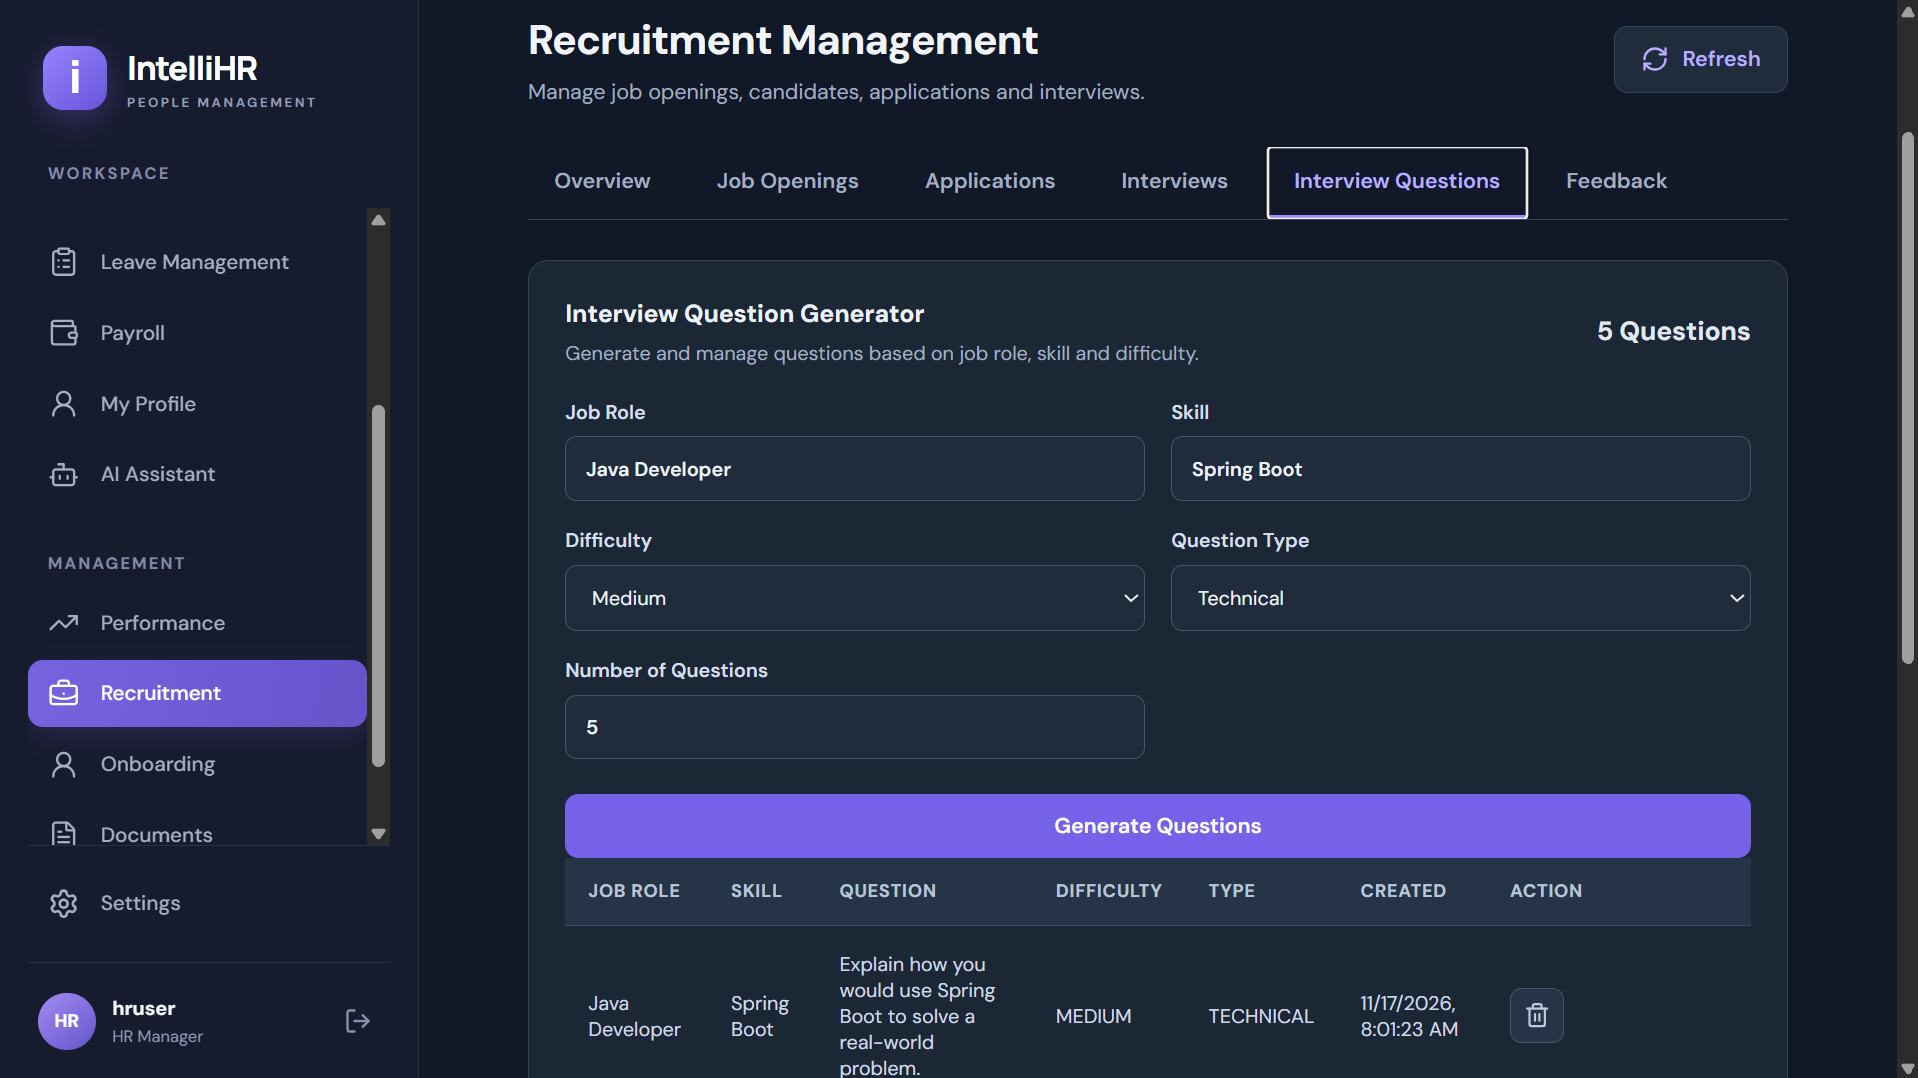 i
IntelliHR
PEOPLE MANAGEMENT
WORKSPACE
Leave Management
Payroll
My Profile
AI Assistant
MANAGEMENT
Performance
Recruitment
Onboarding
Documents
Settings
HR
hruser
HR Manager
Recruitment Management
Manage job openings, candidates, applications and interviews.
Refresh
Overview
Job Openings
Applications
Interviews
Interview Questions
Feedback
Interview Question Generator
Generate and manage questions based on job role, skill and difficulty.
5 Questions
Job Role
Skill
Java Developer
Spring Boot
Difficulty
Question Type
Medium
Technical
Number of Questions
5
Generate Questions
JOB ROLE SKILL QUESTION DIFFICULTY TYPE CREATED ACTION
Java
Developer
Spring
Boot
Explain how you
would use Spring
Boot to solve a
real-world
problem.
MEDIUM
TECHNICAL
11/17/2026,
8:01:23 AM